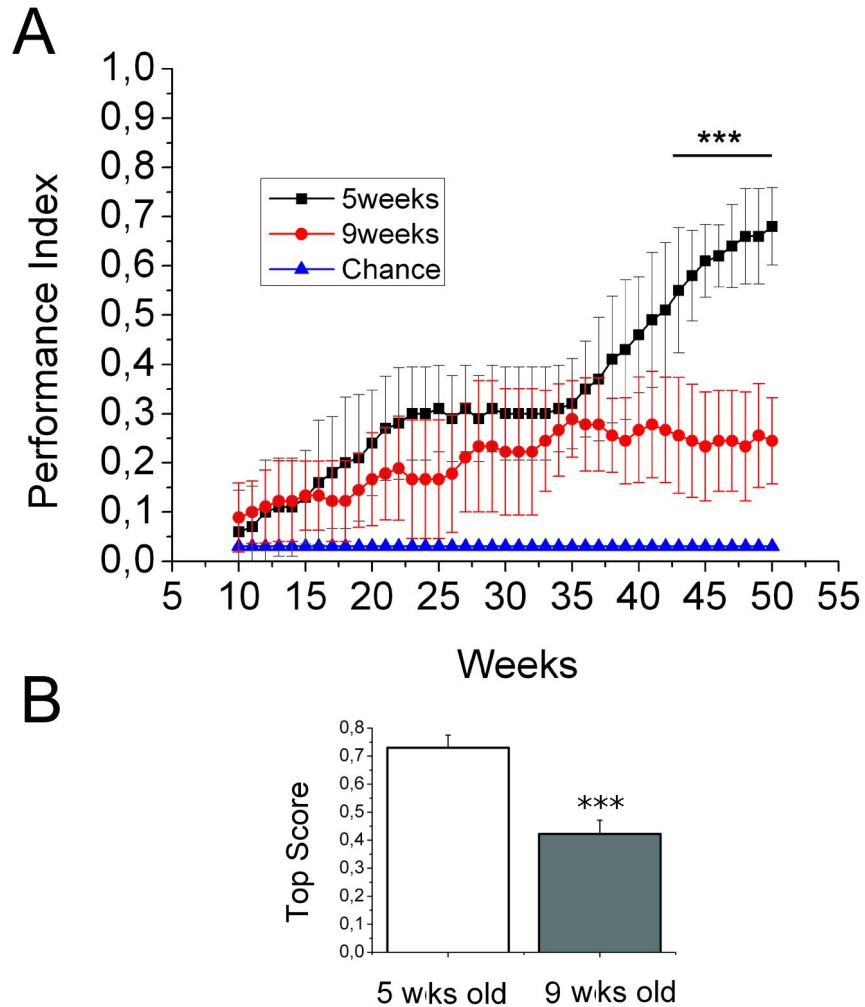 A
1,0
0,9
0,8
0,7
0,6
0,5
0,4
0,3
0,2
0,1
0,0
Performance Index
***
5weeks
9weeks
Chance
5 10 15 20 25 30 35 40 45 50 55
Weeks
B
0,8
0,7
0,6
0,5
0,4
0,3
0,2
0,1
0,0
Top Score
***
5 wks old 9 wks old